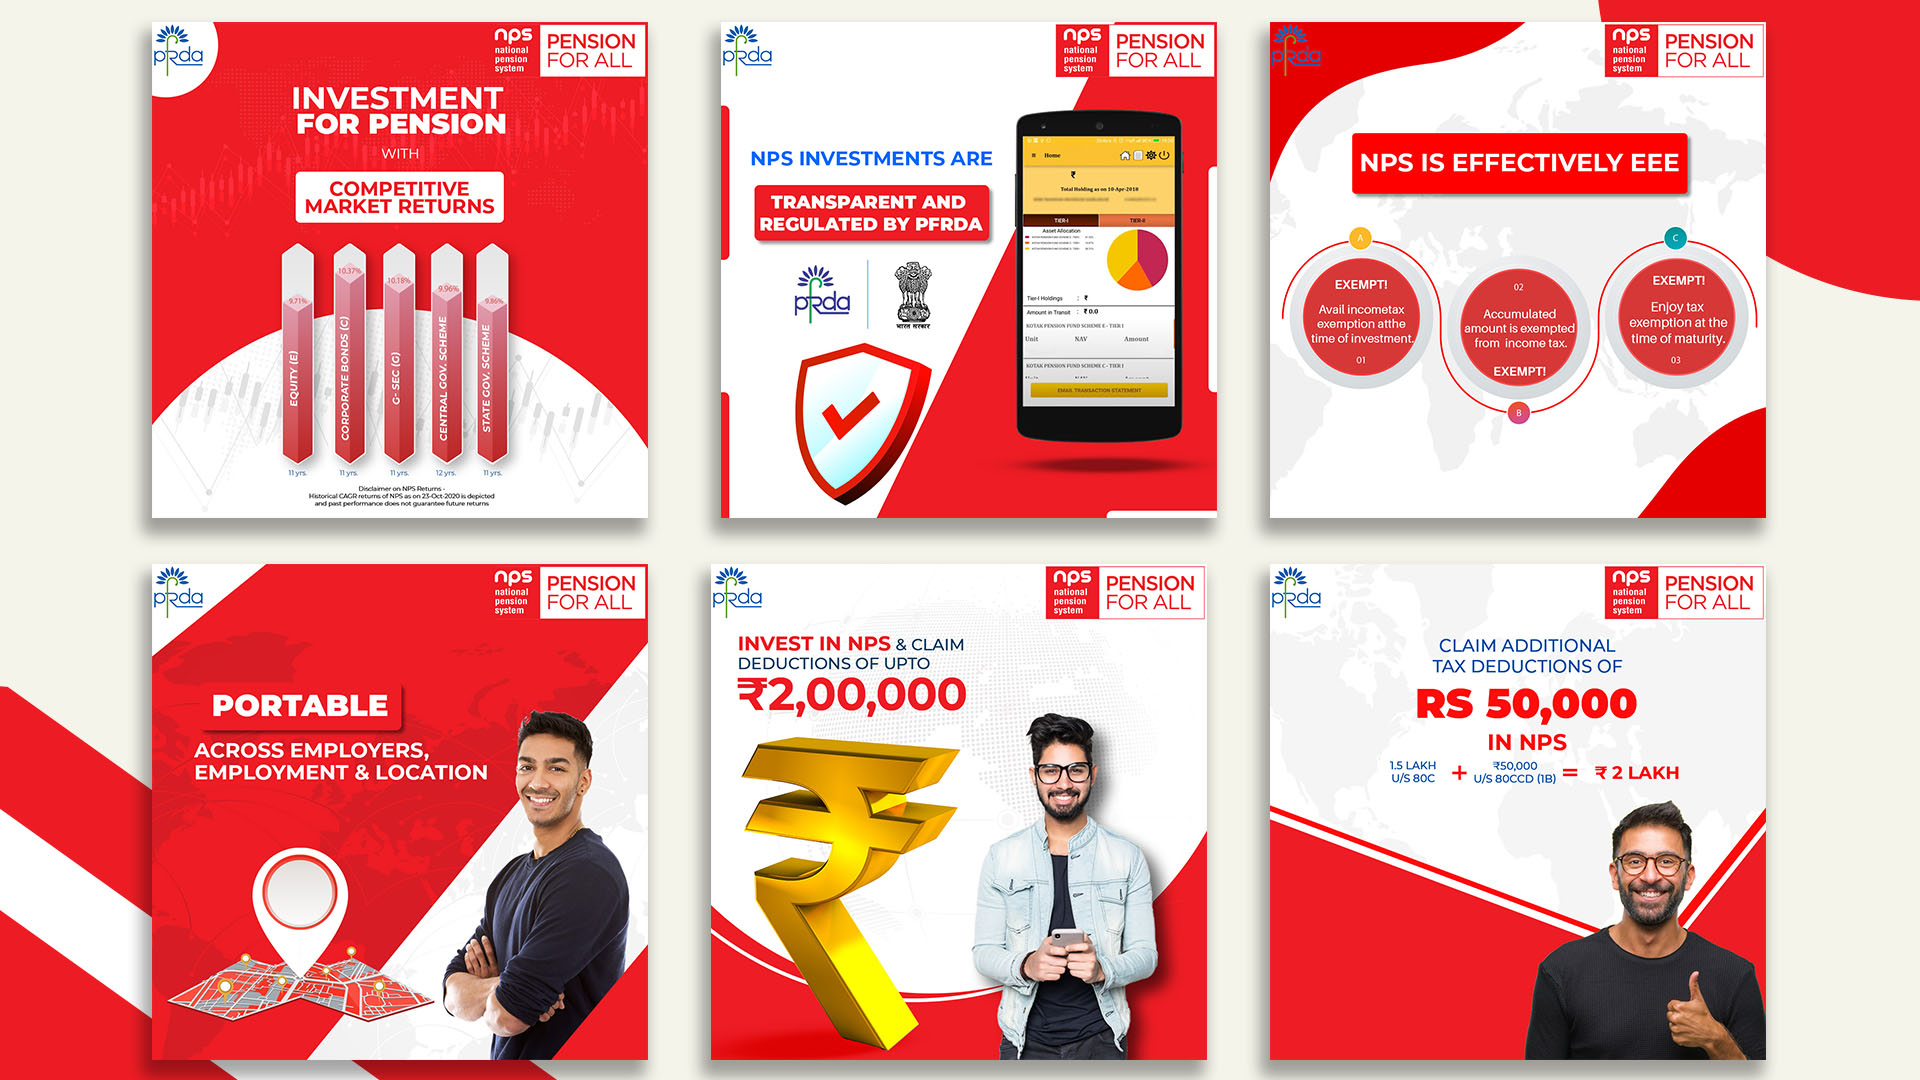 prda
nps
national
pension
system
PENSION
FOR ALL
INVESTMENT
FOR PENSION
WITH
COMPETITIVE
MARKET RETURNS
9.71%
10.37%
10.18%
9.96%
9.86%
EQUITY (E)
CORPORATE BONDS (C)
G- SEC (G)
CENTRAL GOV. SCHEME
STATE GOV. SCHEME
11 yrs.
11 yrs.
11 yrs.
12 yrs.
11 yrs.
Disclaimer on NPS Returns -
Historical CAGR returns of NPS as on 23-Oct-2020 is depicted
and past performance does not guarantee future returns
pfrda
nps
national
pension
system
PENSION
FOR ALL
NPS INVESTMENTS ARE
TRANSPARENT AND
REGULATED BY PFRDA
pfrda
भारत सरकार
Home
₹
Total Holding as on 10-Apr-2018
TIER-I
TIER-II
Asset Allocation
Tier-I Holdings : ₹
Amount in Transit : ₹ 0.0
KOTAK PENSION FUND SCHEME E - TIER I
Unit NAV Amount
KOTAK PENSION FUND SCHEME C - TIER I
EMAIL TRANSACTION STATEMENT
pfrda
nps
national
pension
system
PENSION
FOR ALL
NPS IS EFFECTIVELY EEE
A
EXEMPT!
Avail incometax
exemption atthe
time of investment.
01
02
Accumulated
amount is exempted
from income tax.
EXEMPT!
B
C
EXEMPT!
Enjoy tax
exemption at the
time of maturity.
03
pfrda
nps
national
pension
system
PENSION
FOR ALL
PORTABLE
ACROSS EMPLOYERS,
EMPLOYMENT & LOCATION
pfrda
nps
national
pension
system
PENSION
FOR ALL
INVEST IN NPS & CLAIM
DEDUCTIONS OF UPTO
₹2,00,000
pfrda
nps
national
pension
system
PENSION
FOR ALL
CLAIM ADDITIONAL
TAX DEDUCTIONS OF
RS 50,000
IN NPS
1.5 LAKH
U/S 80C
+
₹50,000
U/S 80CCD (1B)
= ₹ 2 LAKH